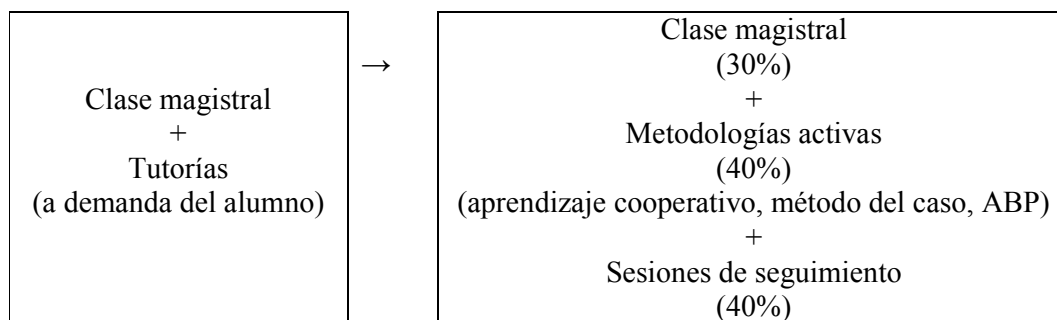 Clase magistral
+
Tutorías
(a demanda del alumno)
→
Clase magistral
(30%)
+
Metodologías activas
(40%)
(aprendizaje cooperativo, método del caso, ABP)
+
Sesiones de seguimiento
(40%)